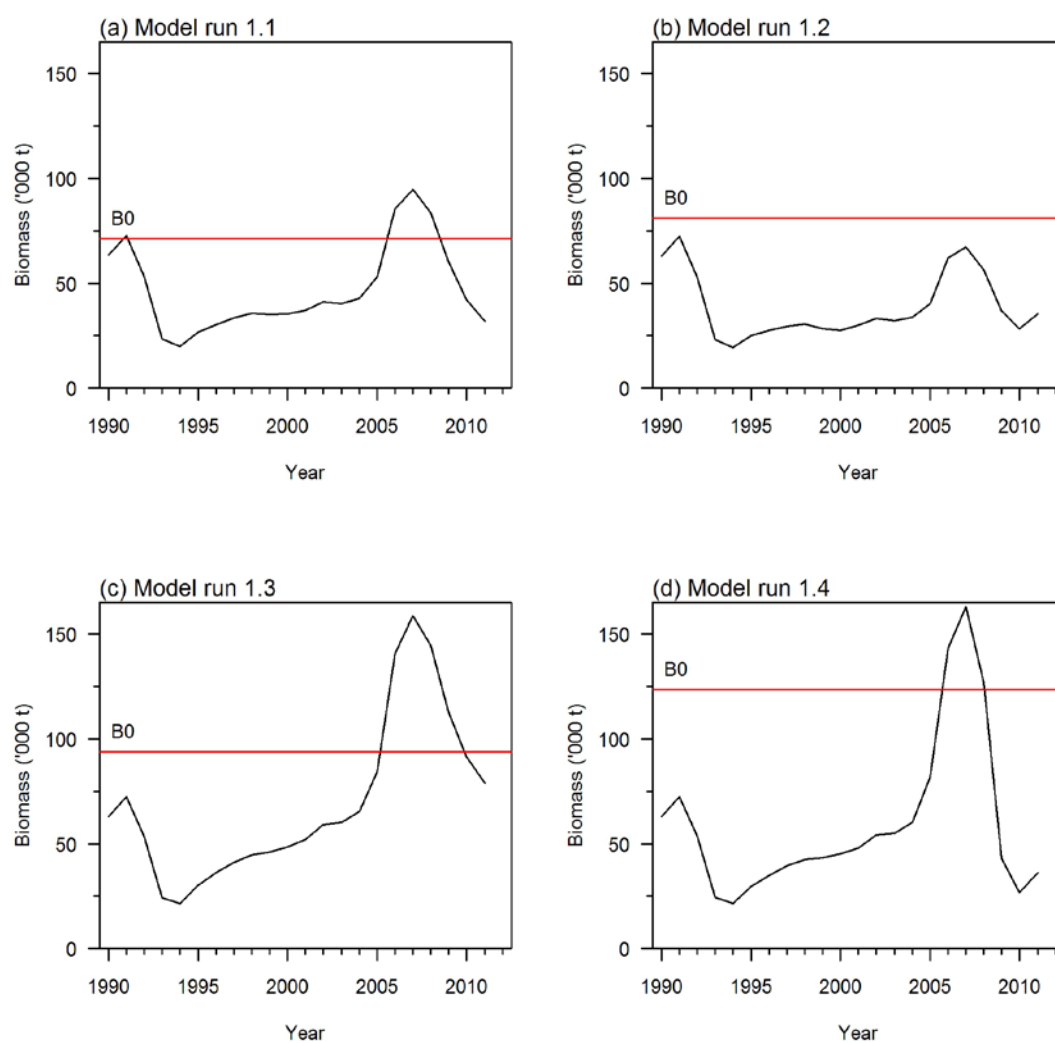 (a) Model run 1.1
150
100
50
0
Biomass ('000 t)
B0
1990 1995 2000 2005 2010
Year
(b) Model run 1.2
150
100
50
0
Biomass ('000 t)
B0
1990 1995 2000 2005 2010
Year
(c) Model run 1.3
150
100
50
0
Biomass ('000 t)
B0
1990 1995 2000 2005 2010
Year
(d) Model run 1.4
150
100
50
0
Biomass ('000 t)
B0
1990 1995 2000 2005 2010
Year